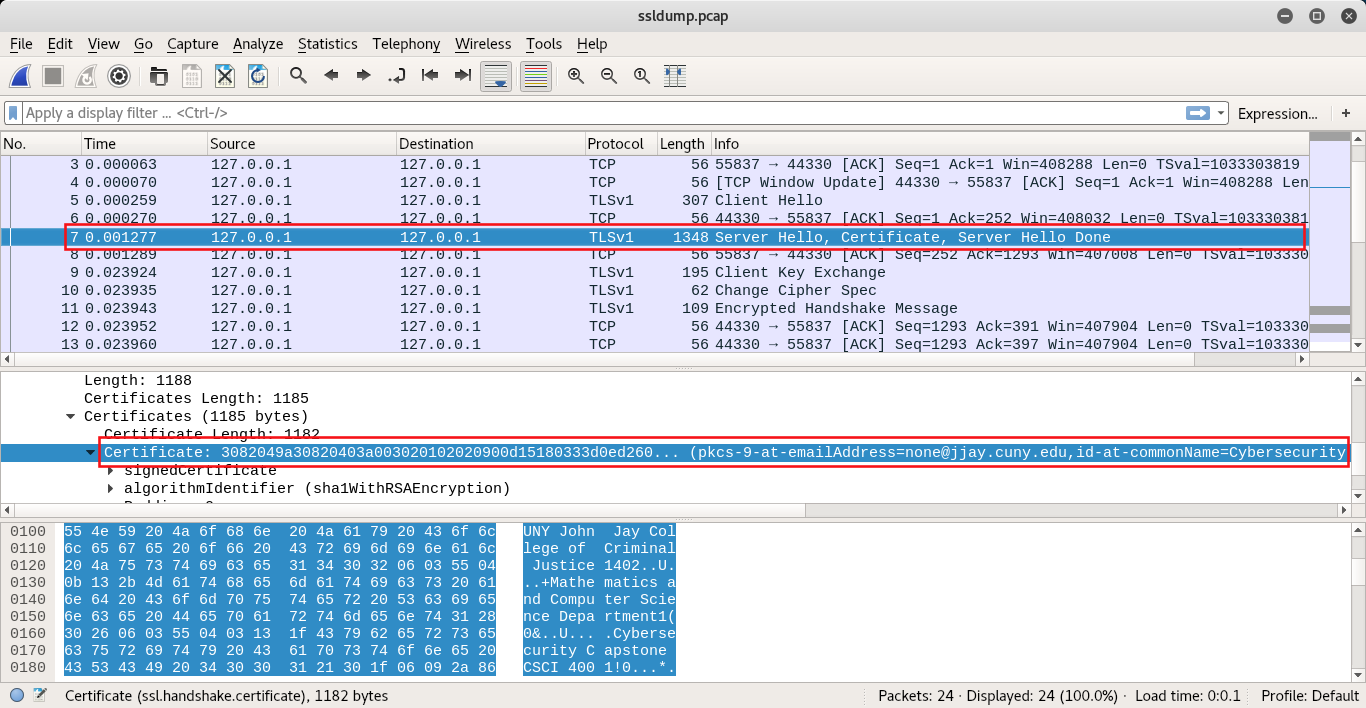 ssldump.pcap
File Edit View Go Capture Analyze Statistics Telephony Wireless Tools Help
Apply a display filter ... <Ctrl-/> Expression... +
No. Time Source Destination Protocol Length Info
3 0.000063 127.0.0.1 127.0.0.1 TCP 56 55837 → 44330 [ACK] Seq=1 Ack=1 Win=408288 Len=0 TSval=1033303819
4 0.000070 127.0.0.1 127.0.0.1 TCP 56 [TCP Window Update] 44330 → 55837 [ACK] Seq=1 Ack=1 Win=408288 Len
5 0.000259 127.0.0.1 127.0.0.1 TLSv1 307 Client Hello
6 0.000270 127.0.0.1 127.0.0.1 TCP 56 44330 → 55837 [ACK] Seq=1 Ack=252 Win=408032 Len=0 TSval=103330381
7 0.001277 127.0.0.1 127.0.0.1 TLSv1 1348 Server Hello, Certificate, Server Hello Done
8 0.001289 127.0.0.1 127.0.0.1 TCP 56 55837 → 44330 [ACK] Seq=252 Ack=1293 Win=407008 Len=0 TSval=103330
9 0.023924 127.0.0.1 127.0.0.1 TLSv1 195 Client Key Exchange
10 0.023935 127.0.0.1 127.0.0.1 TLSv1 62 Change Cipher Spec
11 0.023943 127.0.0.1 127.0.0.1 TLSv1 109 Encrypted Handshake Message
12 0.023952 127.0.0.1 127.0.0.1 TCP 56 44330 → 55837 [ACK] Seq=1293 Ack=391 Win=407904 Len=0 TSval=103330
13 0.023960 127.0.0.1 127.0.0.1 TCP 56 44330 → 55837 [ACK] Seq=1293 Ack=397 Win=407904 Len=0 TSval=103330
Length: 1188
Certificates Length: 1185
Certificates (1185 bytes)
Certificate Length: 1182
Certificate: 3082049a30820403a003020102020900d15180333d0ed260... (pkcs-9-at-emailAddress=none@jjay.cuny.edu,id-at-commonName=Cybersecurity
signedCertificate
algorithmIdentifier (sha1WithRSAEncryption)
0100 55 4e 59 20 4a 6f 68 6e 20 4a 61 79 20 43 6f 6c UNY John Jay Col
0110 6c 65 67 65 20 6f 66 20 43 72 69 6d 69 6e 61 6c lege of Criminal
0120 20 4a 75 73 74 69 63 65 31 34 30 32 06 03 55 04 Justice 1402..U.
0130 0b 13 2b 4d 61 74 68 65 6d 61 74 69 63 73 20 61 ..+Mathe matics a
0140 6e 64 20 43 6f 6d 70 75 74 65 72 20 53 63 69 65 nd Compu ter Scie
0150 6e 63 65 20 44 65 70 61 72 74 6d 65 6e 74 31 28 nce Depa rtment1(
0160 30 26 06 03 55 04 03 13 1f 43 79 62 65 72 73 65 0&..U... .Cyberse
0170 63 75 72 69 74 79 20 43 61 70 73 74 6f 6e 65 20 curity C apstone
0180 43 53 43 49 20 34 30 30 31 21 30 1f 06 09 2a 86 CSCI 400 1!0...*.
Certificate (ssl.handshake.certificate), 1182 bytes Packets: 24 · Displayed: 24 (100.0%) · Load time: 0:0.1 Profile: Default